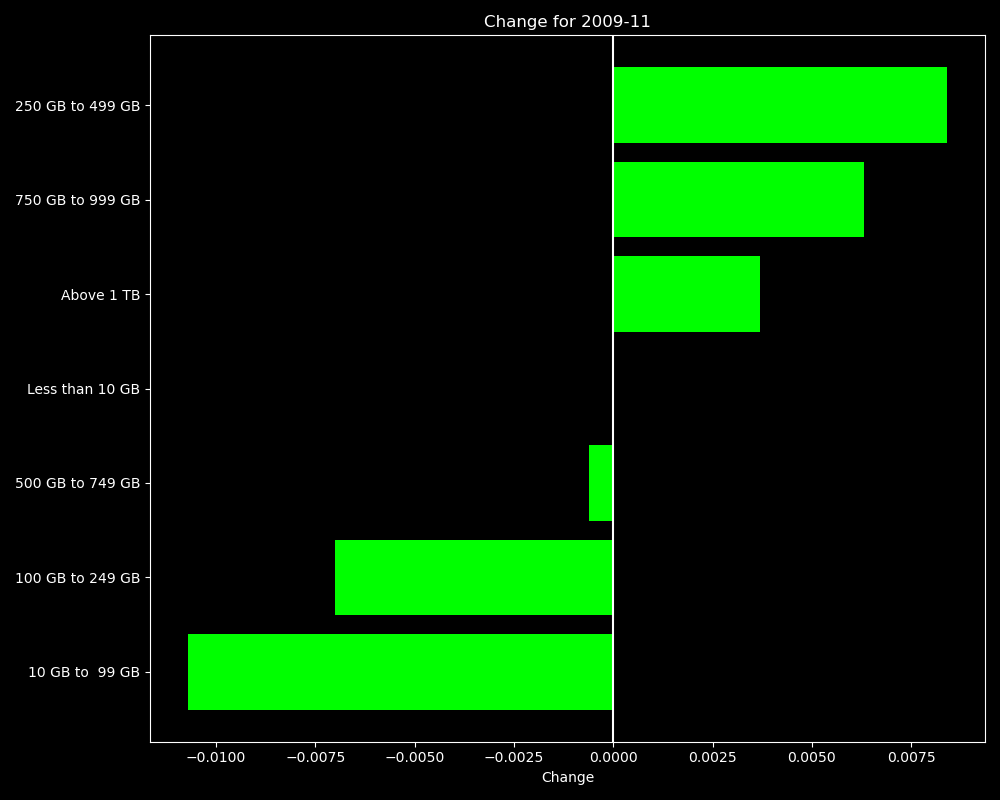 Change for 2009-11
250 GB to 499 GB
750 GB to 999 GB
Above 1 TB
Less than 10 GB
500 GB to 749 GB
100 GB to 249 GB
10 GB to  99 GB
−0.0100 −0.0075 −0.0050 −0.0025 0.0000 0.0025 0.0050 0.0075
Change